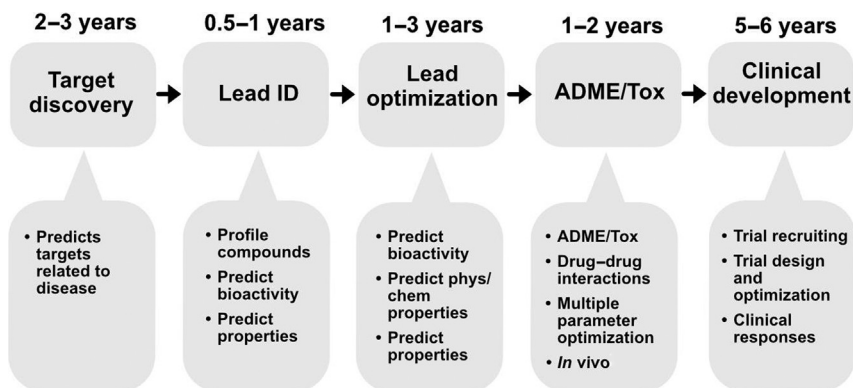 2–3 years
0.5–1 years
1–3 years
1–2 years
5–6 years
Target
discovery
Lead ID
Lead
optimization
ADME/Tox
Clinical
development
• Predicts
targets
related to
disease
• Profile
compounds
• Predict
bioactivity
• Predict
properties
• Predict
bioactivity
• Predict phys/
chem
properties
• Predict
properties
• ADME/Tox
• Drug–drug
interactions
• Multiple
parameter
optimization
• In vivo
• Trial recruiting
• Trial design
and
optimization
• Clinical
responses